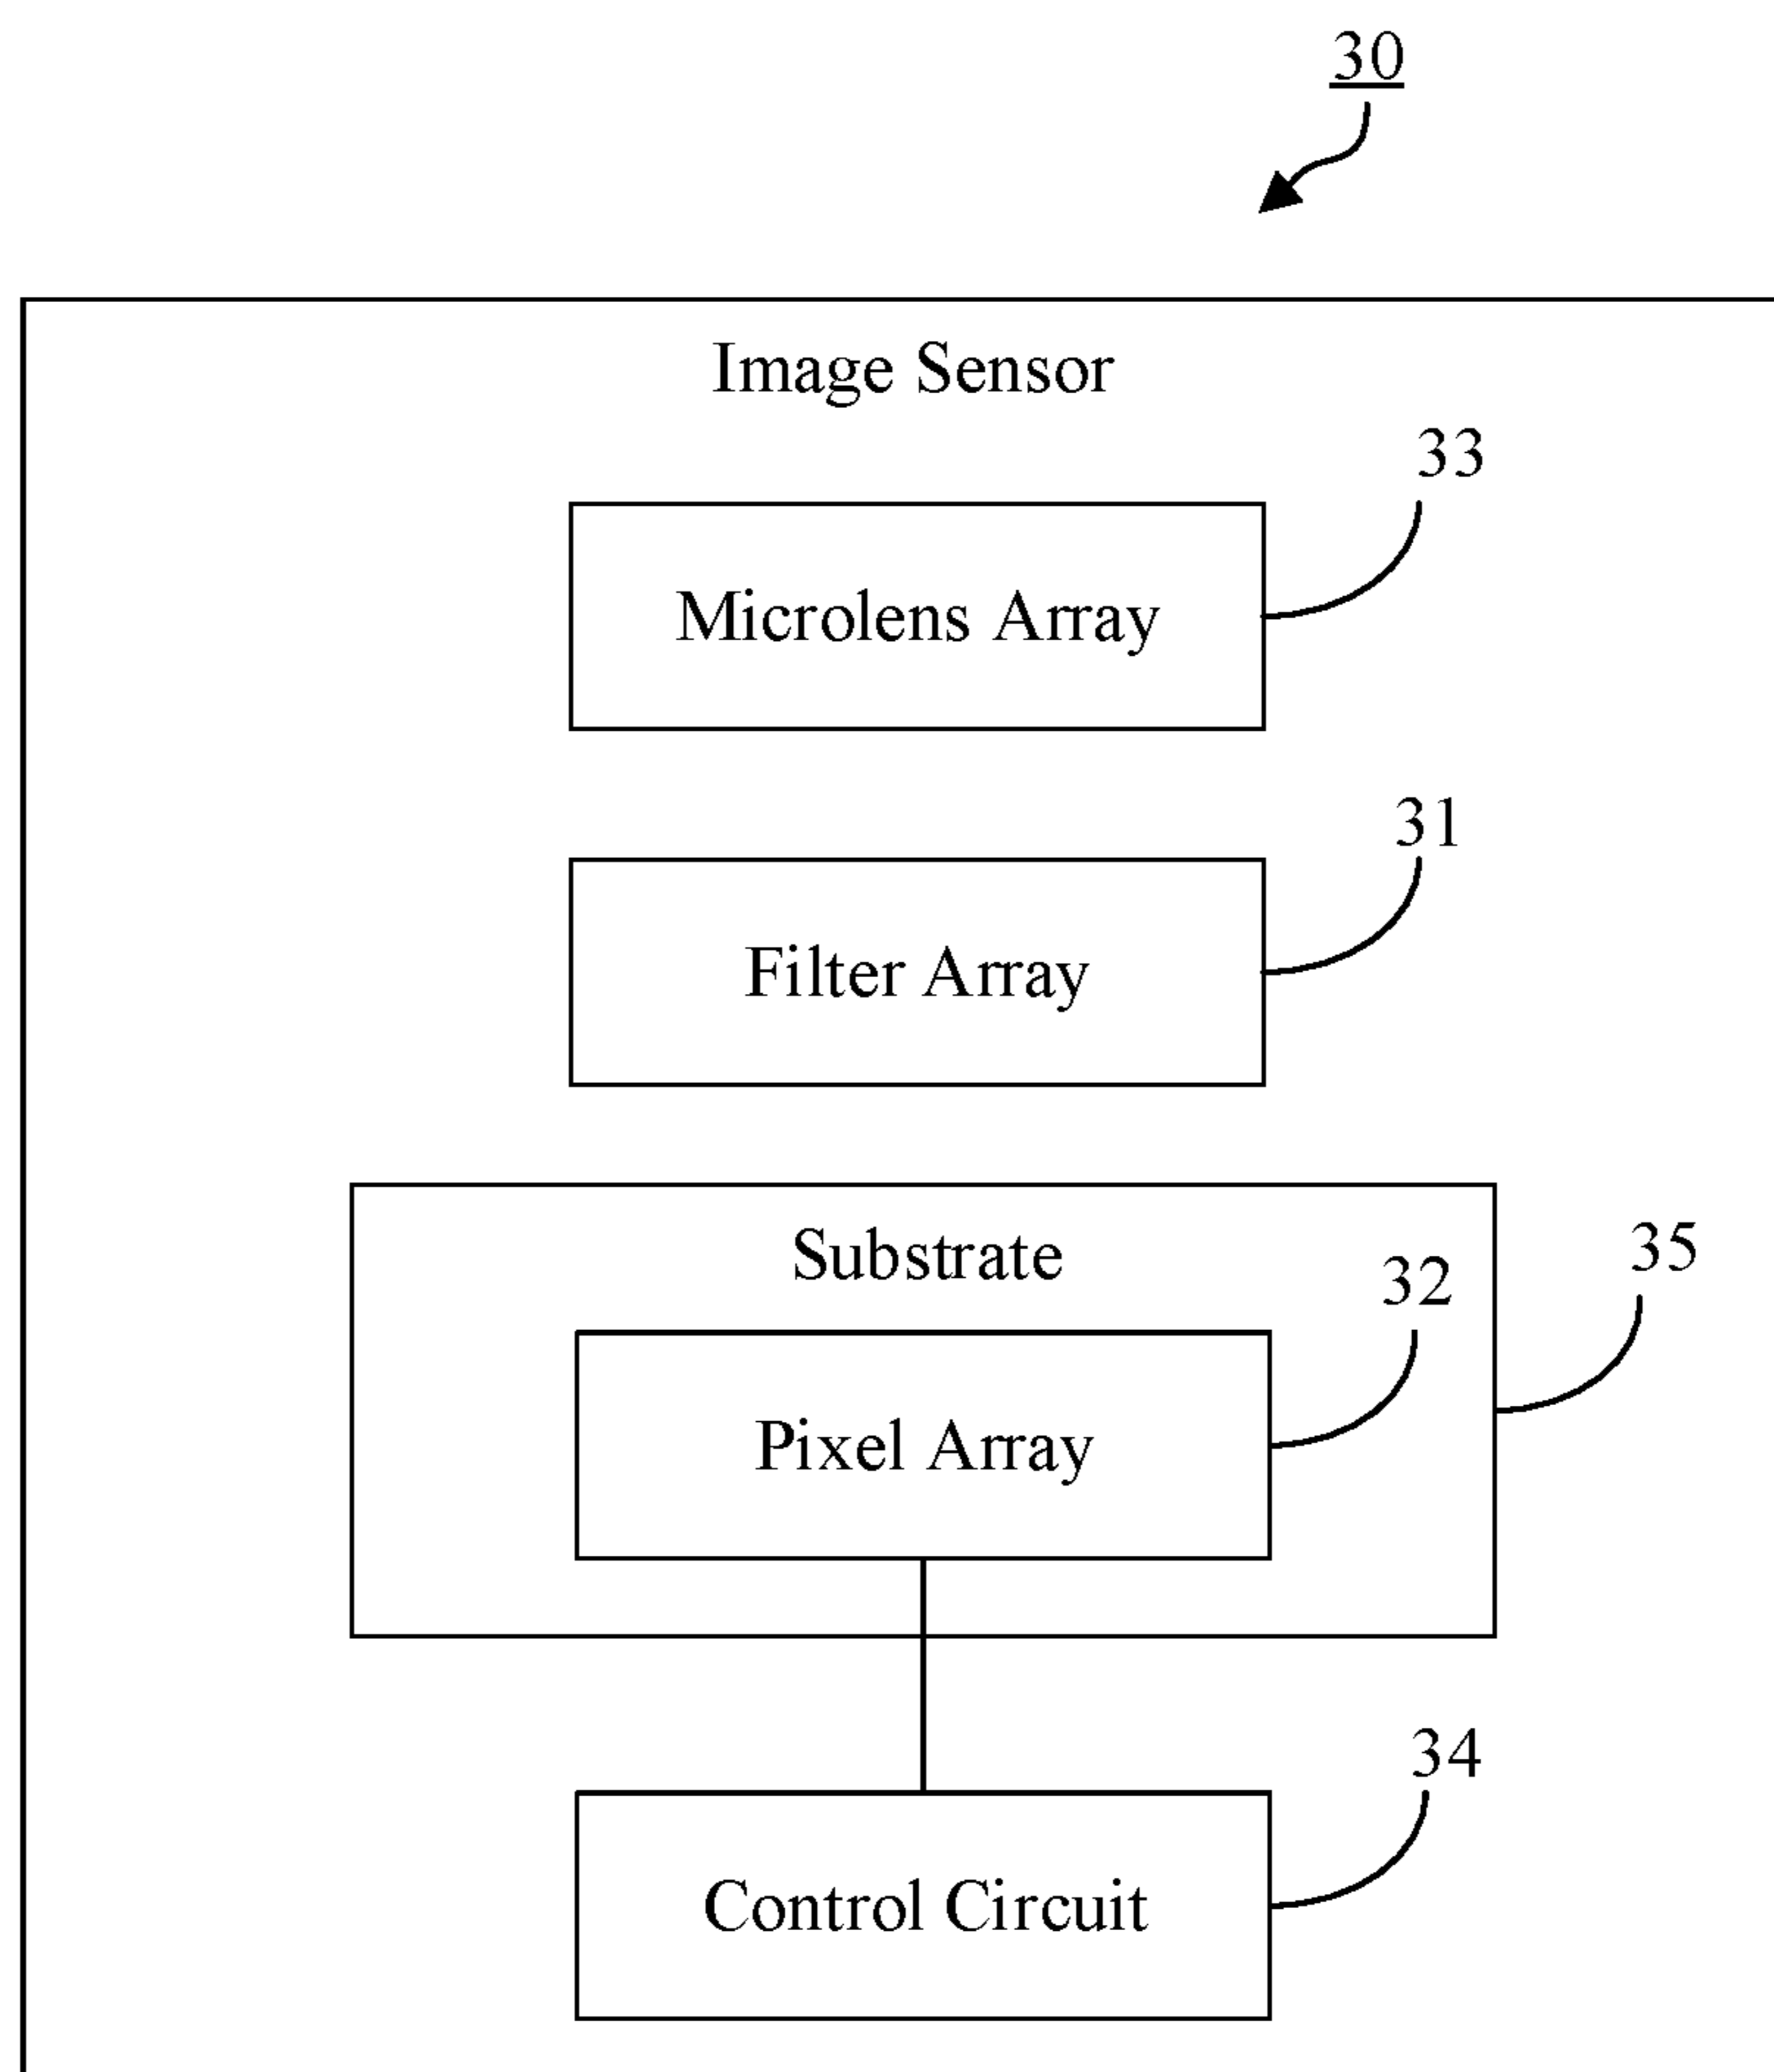 30
Image Sensor
33
Microlens Array
31
Filter Array
35
Substrate
32
Pixel Array
34
Control Circuit